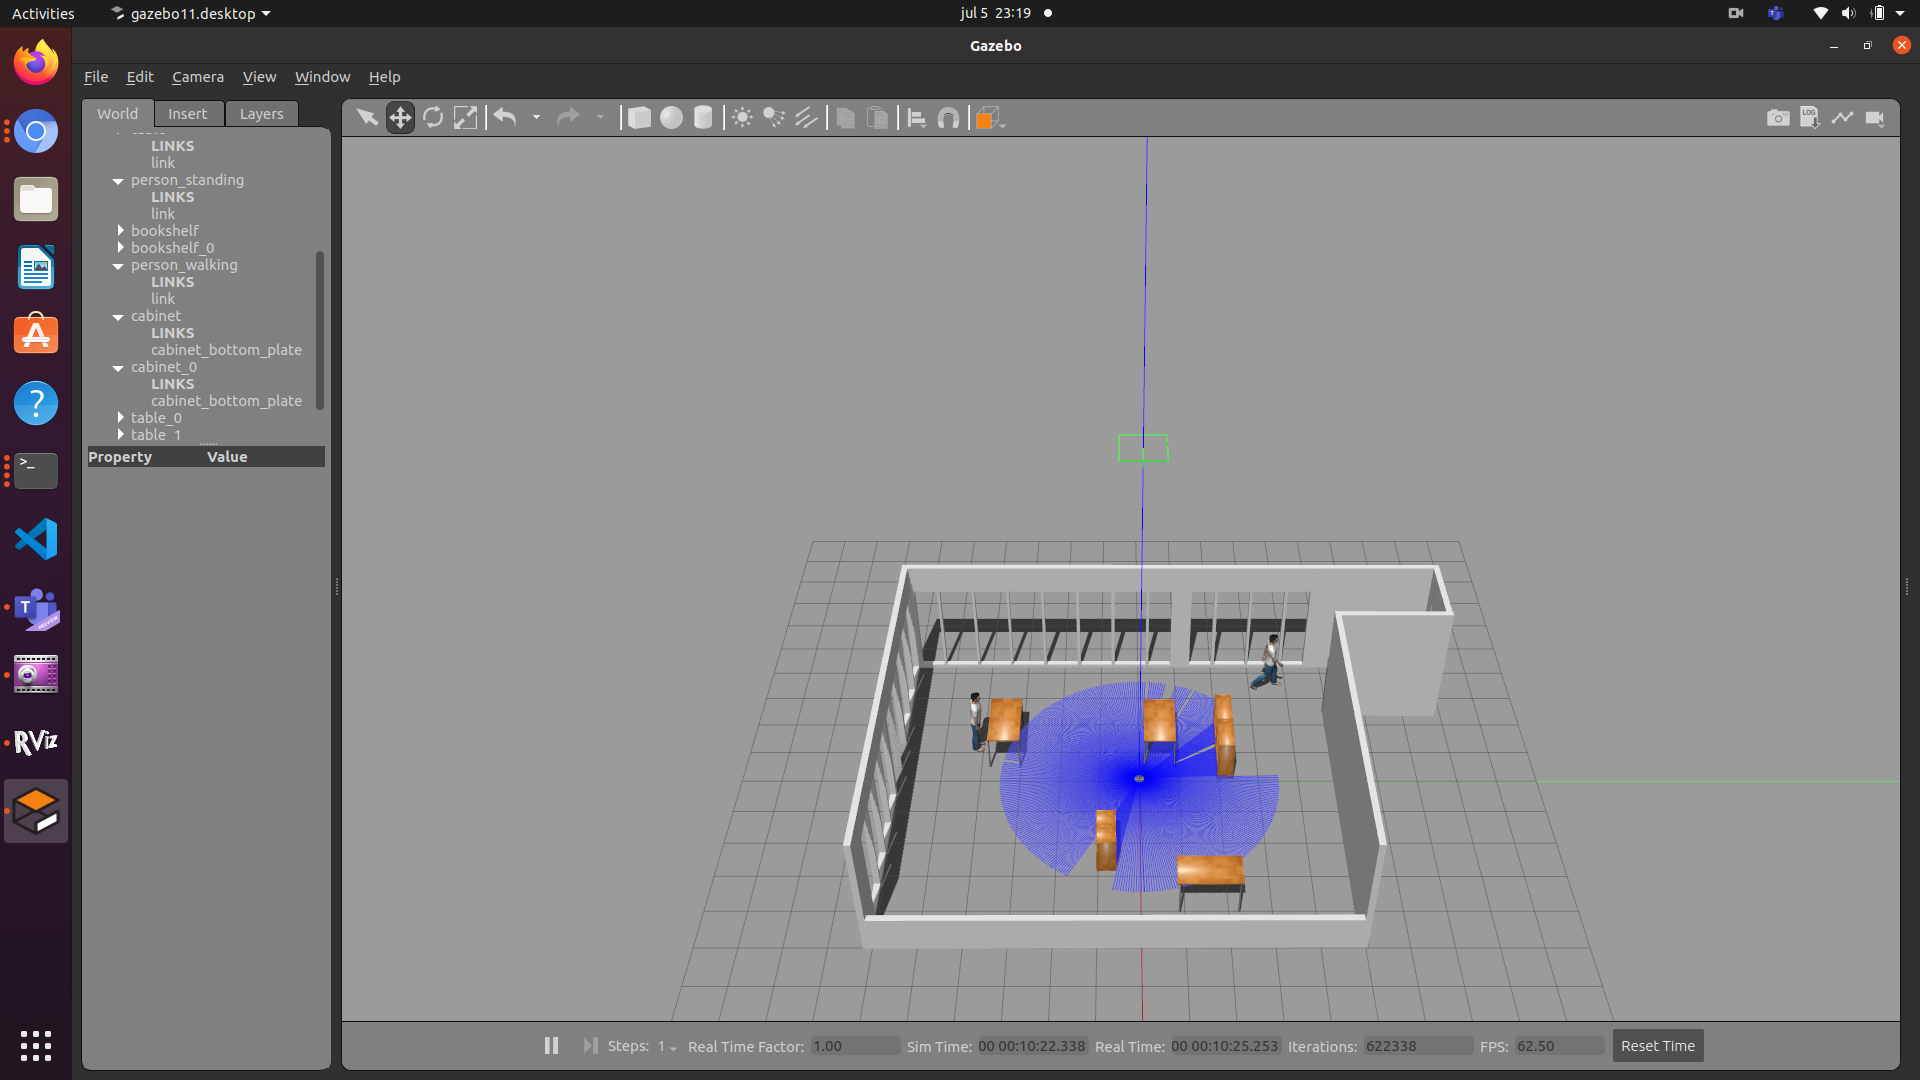 Activities
gazebo11.desktop
jul 5 23:19
Gazebo
File Edit Camera View Window Help
World Insert Layers
LINKS
link
person_standing
LINKS
link
bookshelf
bookshelf_0
person_walking
LINKS
link
cabinet
LINKS
cabinet_bottom_plate
cabinet_0
LINKS
cabinet_bottom_plate
table_0
table_1
Property Value
LOG
>_
?
T
PREVIEW
RViz
Steps: 1 Real Time Factor: 1.00 Sim Time: 00 00:10:22.338 Real Time: 00 00:10:25.253 Iterations: 622338 FPS: 62.50 Reset Time